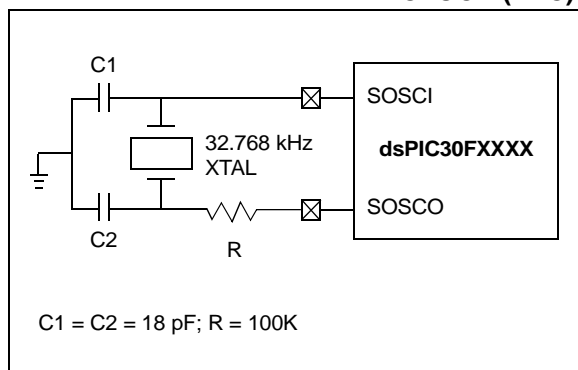 C1
SOSCI
32.768 kHz
XTAL
dsPIC30FXXXX
SOSCO
C2
R
C1 = C2 = 18 pF; R = 100K